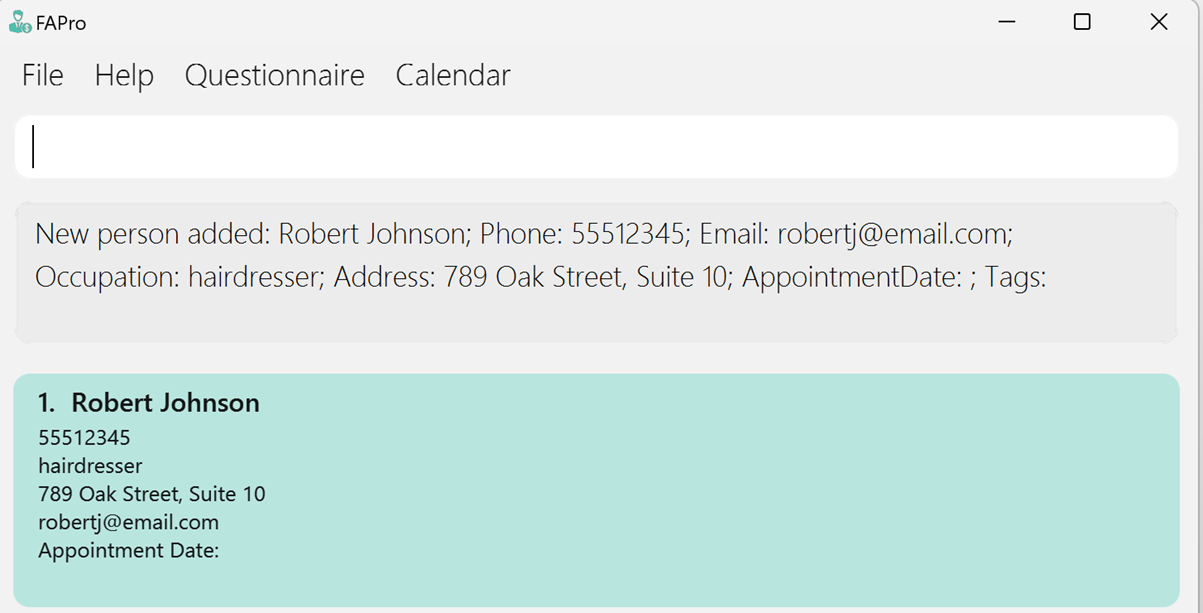 FAPro
File Help Questionnaire Calendar
New person added: Robert Johnson; Phone: 55512345; Email: robertj@email.com;
Occupation: hairdresser; Address: 789 Oak Street, Suite 10; AppointmentDate: ; Tags:
1. Robert Johnson
55512345
hairdresser
789 Oak Street, Suite 10
robertj@email.com
Appointment Date: